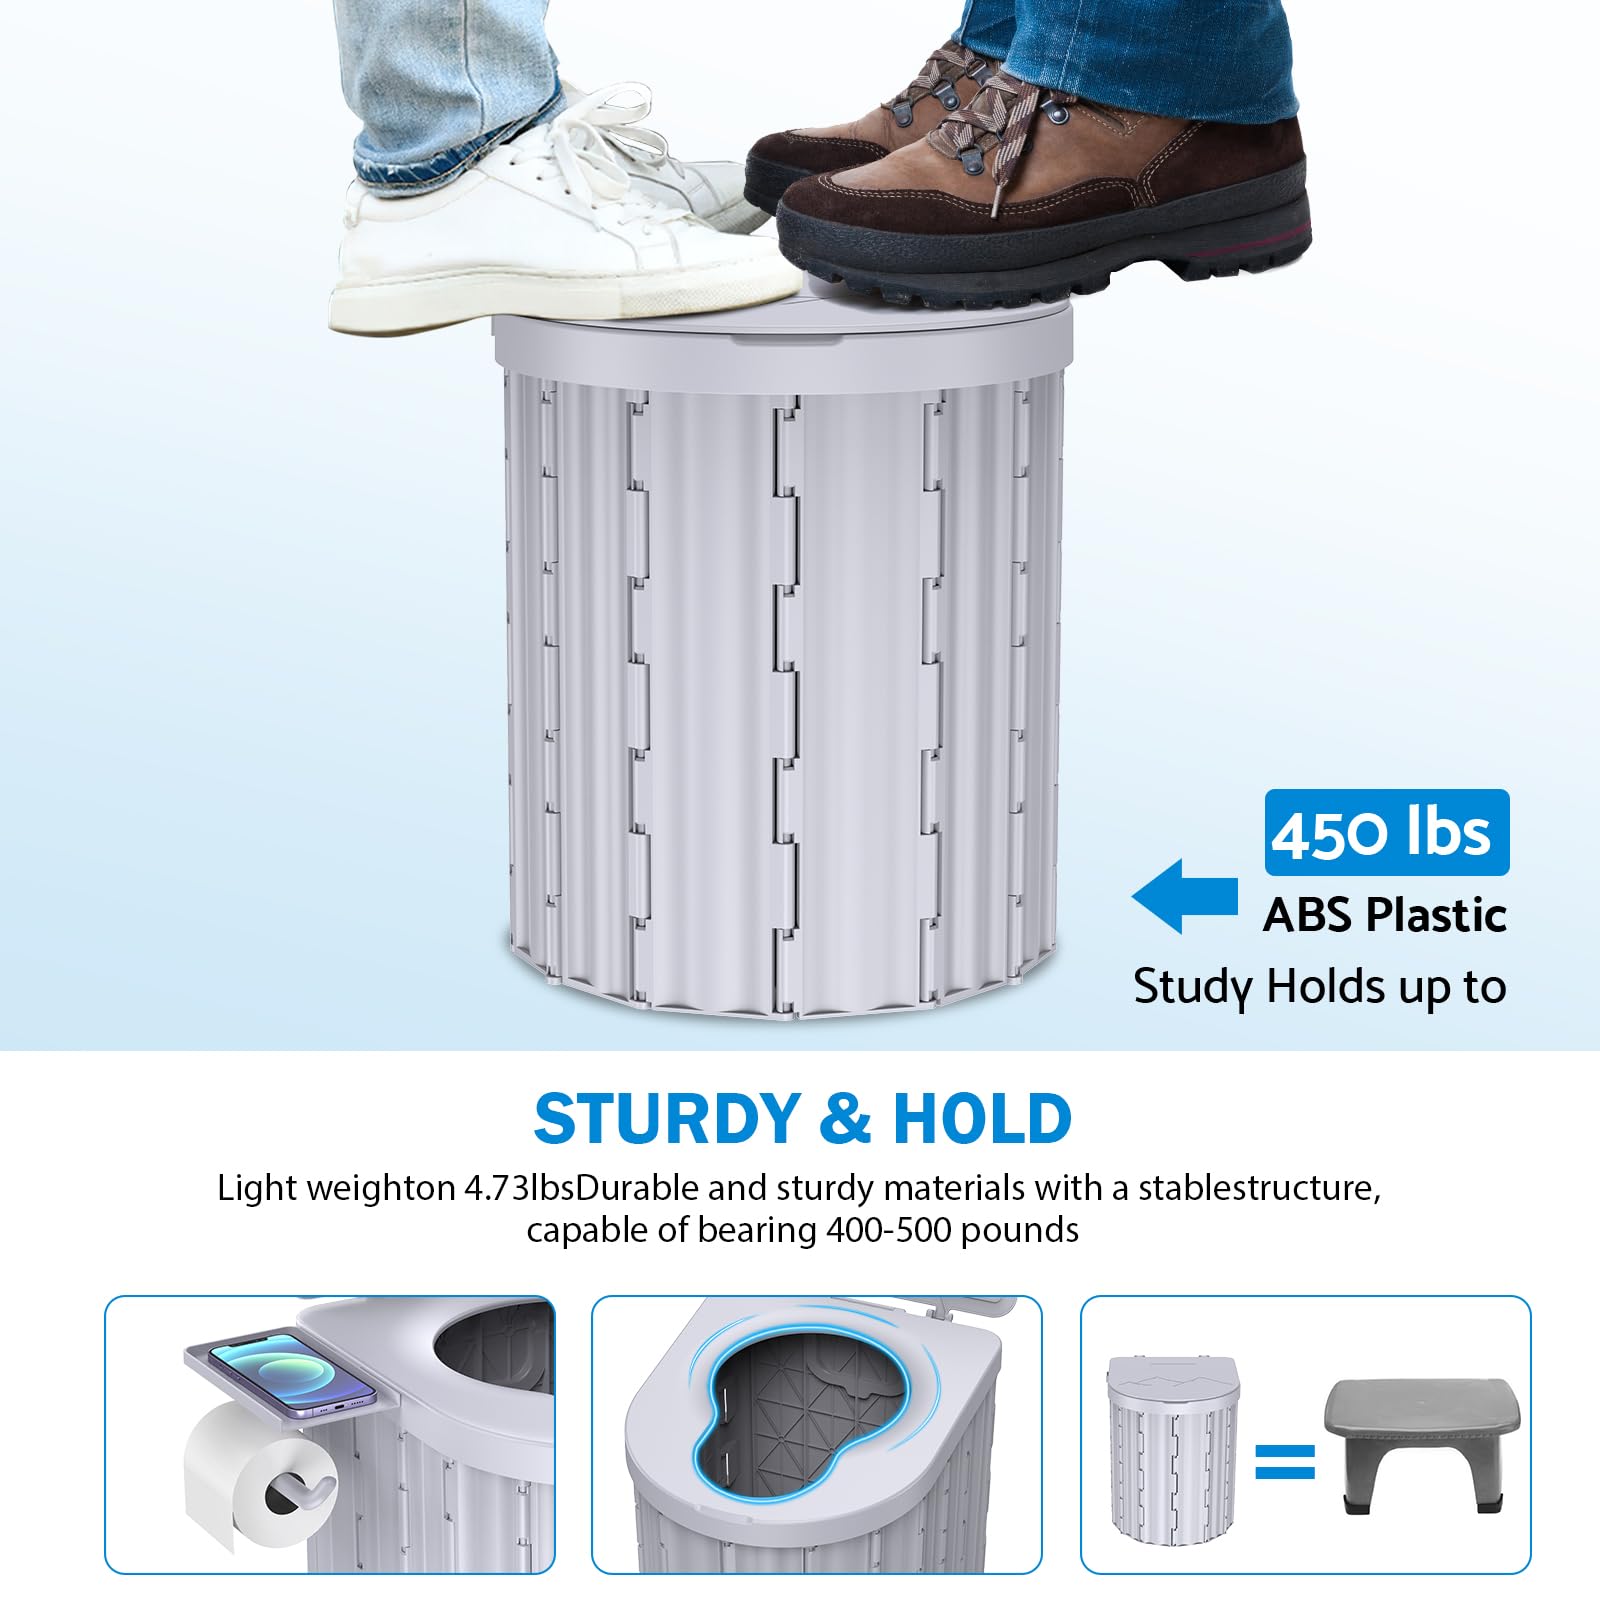 450 lbs
ABS Plastic
Study Holds up to
STURDY & HOLD
Light weighton 4.73lbsDurable and sturdy materials with a stablestructure,
capable of bearing 400-500 pounds